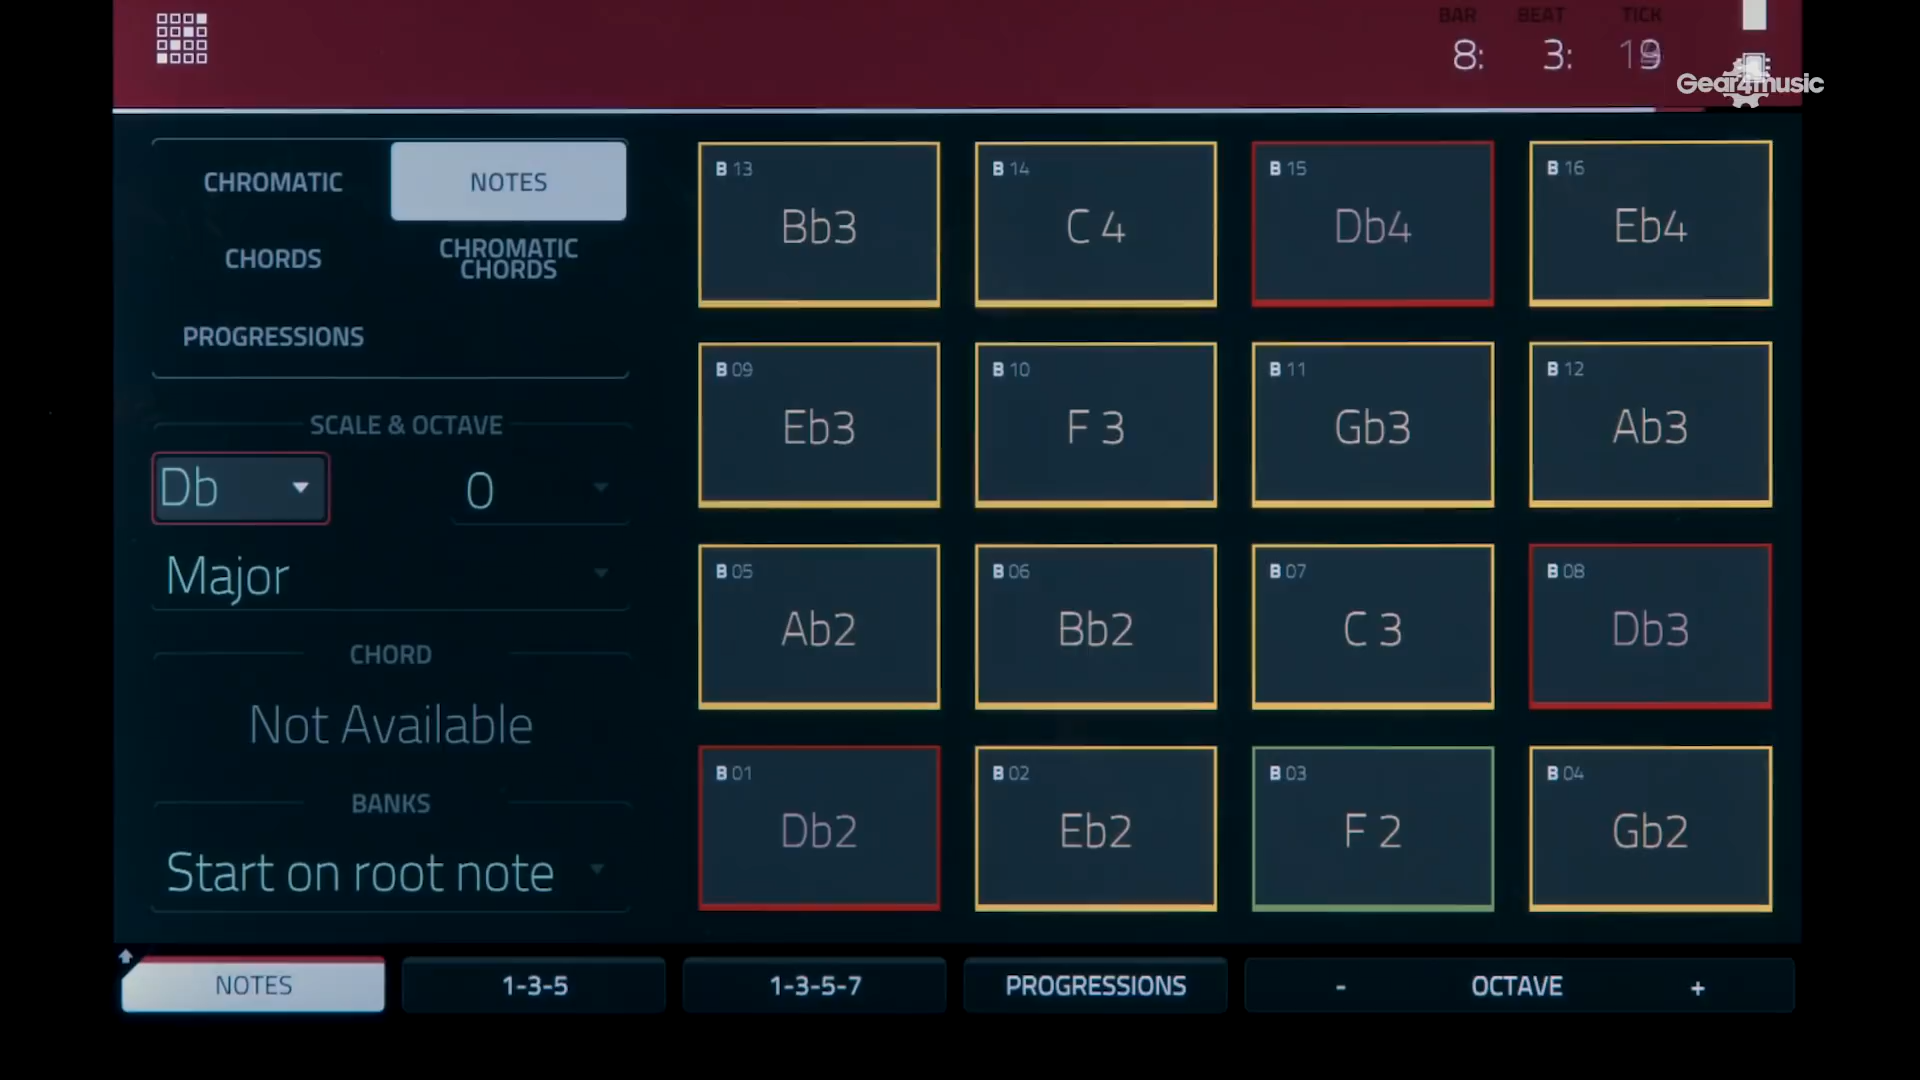 BAR BEAT TICK
8: 3:
Gear4music
CHROMATIC NOTES
CHORDS CHROMATIC CHORDS
PROGRESSIONS
SCALE & OCTAVE
Db 0
Major
CHORD
Not Available
BANKS
Start on root note
B 13 B 14 B 15 B 16
Bb3 C 4 Db4 Eb4
B 09 B 10 B 11 B 12
Eb3 F 3 Gb3 Ab3
B 05 B 06 B 07 B 08
Ab2 Bb2 C 3 Db3
B 01 B 02 B 03 B 04
Db2 Eb2 F 2 Gb2
NOTES 1-3-5 1-3-5-7 PROGRESSIONS - OCTAVE +